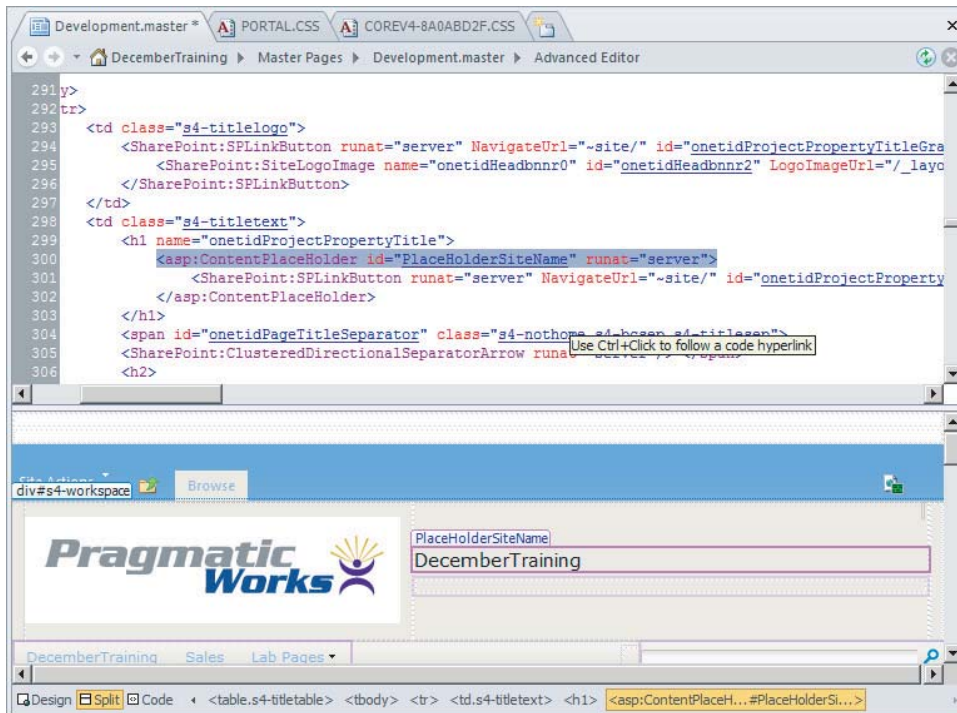 Development.master * PORTAL.CSS COREV4-8A0ABD2F.CSS
DecemberTraining Master Pages Development.master Advanced Editor
291 y>
292 tr>
293 <td class="s4-titlelogo">
294 <SharePoint:SPLinkButton runat="server" NavigateUrl="~site/" id="onetidProjectPropertyTitleGra
295 <SharePoint:SiteLogoImage name="onetidHeadbnnr0" id="onetidHeadbnnr2" LogoImageUrl="/_layo
296 </SharePoint:SPLinkButton>
297 </td>
298 <td class="s4-titletext">
299 <h1 name="onetidProjectPropertyTitle">
300 <asp:ContentPlaceHolder id="PlaceHolderSiteName" runat="server">
301 <SharePoint:SPLinkButton runat="server" NavigateUrl="~site/" id="onetidProjectProperty
302 </asp:ContentPlaceHolder>
303 </h1>
304 <span id="onetidPageTitleSeparator" class="s4-nothome s4-bcsep s4-titlesep">
Use Ctrl+Click to follow a code hyperlink
305 <SharePoint:ClusteredDirectionalSeparatorArrow runat="server"/> </span>
306 <h2>
Site Actions
div#s4-workspace Browse
Pragmatic
Works
PlaceHolderSiteName
DecemberTraining
DecemberTraining Sales Lab Pages
Design Split Code <table.s4-titletable> <tbody> <tr> <td.s4-titletext> <h1> <asp:ContentPlaceH...#PlaceHolderSi...>